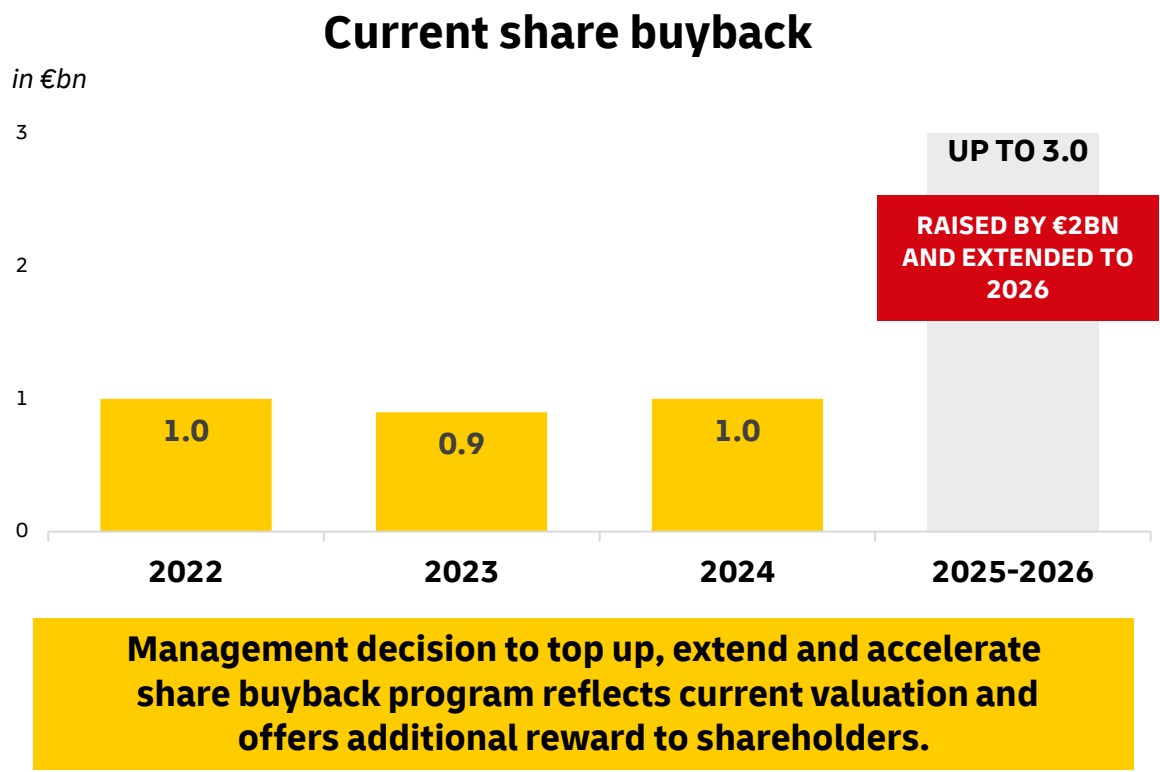 Current share buyback
in €bn
3
2
1
0
UP TO 3.0
RAISED BY €2BN
AND EXTENDED TO
2026
1.0
0.9
1.0
2022
2023
2024
2025-2026
Management decision to top up, extend and accelerate
share buyback program reflects current valuation and
offers additional reward to shareholders.